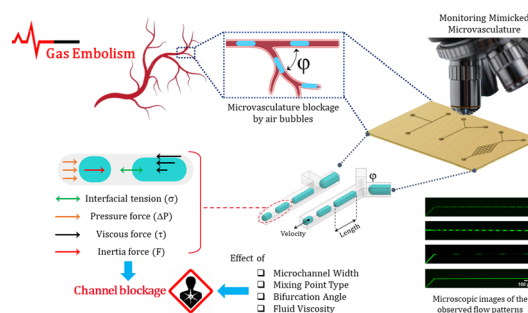 Gas Embolism
φ
Microvasculature blockage
by air bubbles
Monitoring Mimicked
Microvasculature
Interfacial tension (σ)
Pressure force (ΔP)
Viscous force (τ)
Inertia force (F)
Channel blockage
Velocity
Length
φ
Effect of
Microchannel Width
Mixing Point Type
Bifurcation Angle
Fluid Viscosity
100 μ
Microscopic images of the
observed flow patterns